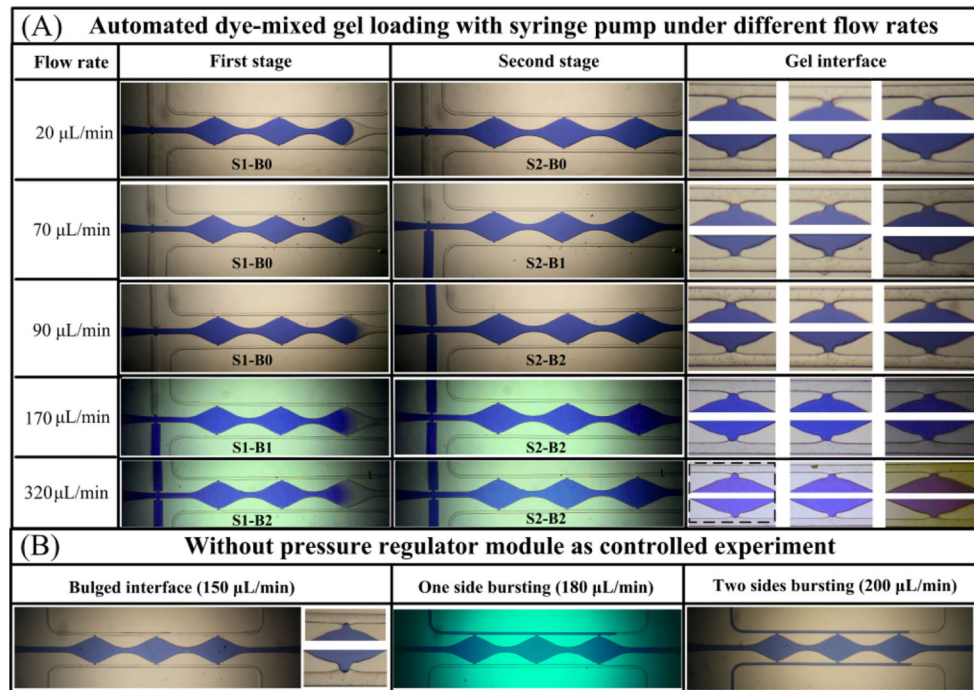 (A) Automated dye-mixed gel loading with syringe pump under different flow rates
Flow rate First stage Second stage Gel interface
20 μL/min S1-B0 S2-B0
70 μL/min S1-B0 S2-B1
90 μL/min S1-B0 S2-B2
170 μL/min S1-B1 S2-B2
320 μL/min S1-B2 S2-B2
(B) Without pressure regulator module as controlled experiment
Bulged interface (150 μL/min) One side bursting (180 μL/min) Two sides bursting (200 μL/min)